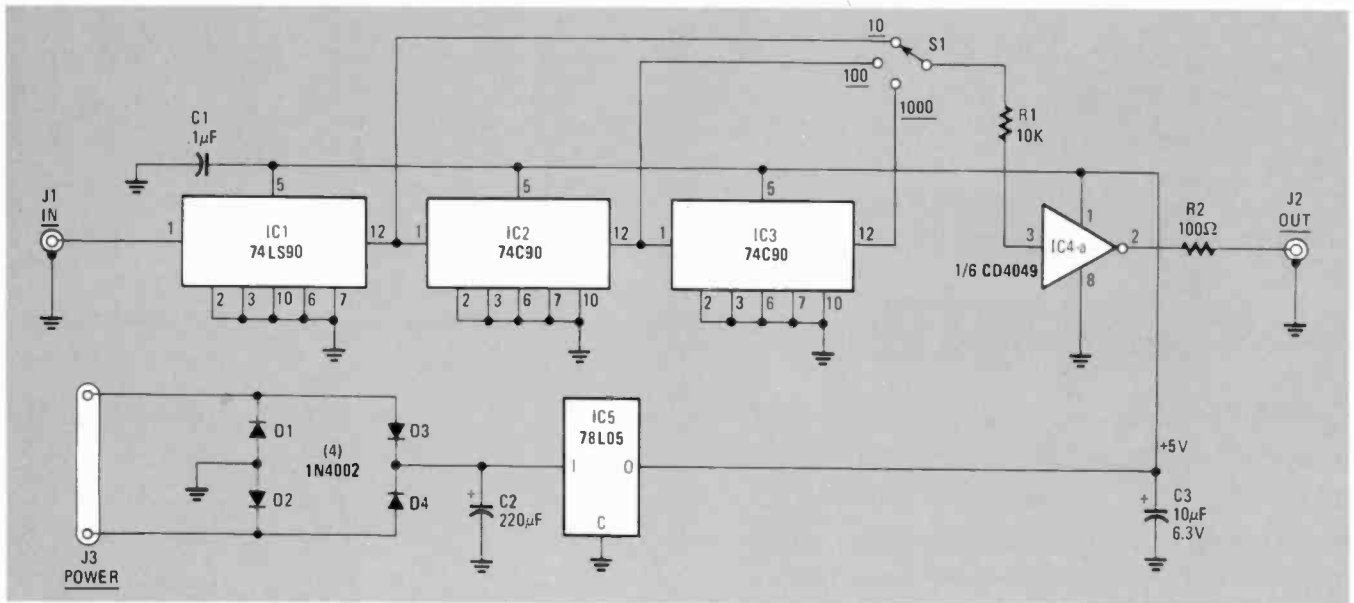 10
S1
100
1000
C1
1µF
R1
10K
5
5
5
J1
IN
1
IC1
74LS90
12
1
IC2
74C90
12
1
IC3
74C90
12
1
3
IC4-a
2
1/6 CD4049
8
R2
100Ω
J2
OUT
2 3 10 6 7
2 3 6 7 10
2 3 6 7 10
D1
D3
(4)
1N4002
D2
D4
C2
220µF
+
IC5
78L05
I
O
C
+5V
+
C3
10µF
6.3V
J3
POWER